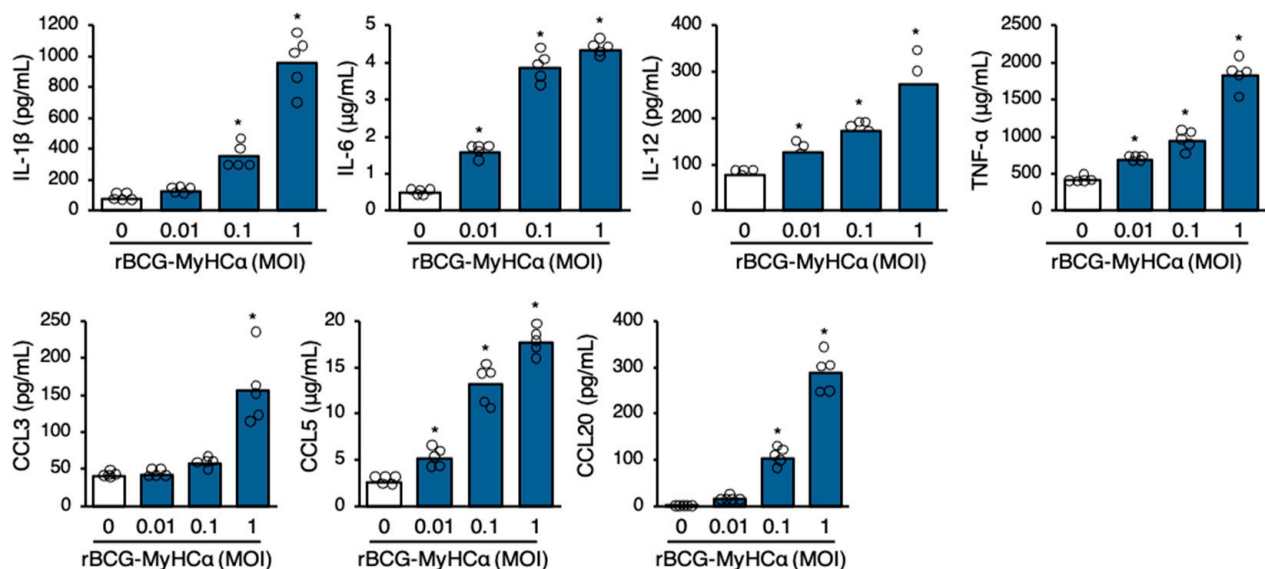 IL-1β (pg/mL)
1200
1000
800
600
400
200
0
*
*
0 0.01 0.1 1
rBCG-MyHCα (MOI)
IL-6 (µg/mL)
5
4
3
2
1
0
*
*
*
0 0.01 0.1 1
rBCG-MyHCα (MOI)
IL-12 (pg/mL)
400
300
200
100
0
*
*
*
0 0.01 0.1 1
rBCG-MyHCα (MOI)
TNF-α (µg/mL)
2500
2000
1500
1000
500
0
*
*
*
0 0.01 0.1 1
rBCG-MyHCα (MOI)
CCL3 (pg/mL)
250
200
150
100
50
0
*
0 0.01 0.1 1
rBCG-MyHCα (MOI)
CCL5 (µg/mL)
20
15
10
5
0
*
*
*
0 0.01 0.1 1
rBCG-MyHCα (MOI)
CCL20 (pg/mL)
400
300
200
100
0
*
*
0 0.01 0.1 1
rBCG-MyHCα (MOI)